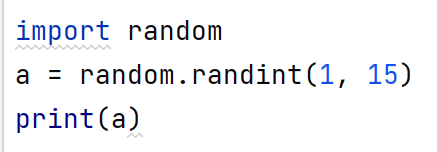 import random
a = random.randint(1, 15)
print(a)